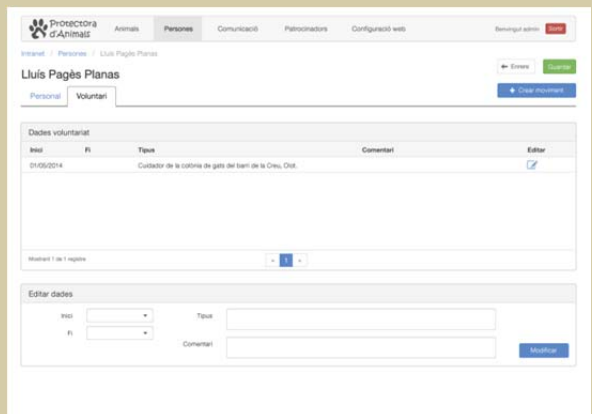 Protectora d'Animals
Animals Persones Comunicació Patrocinadors Configuració web Benvingut admin Sortir
Intranet / Persones / Lluís Pagès Planas
Enrere Guardar
Lluís Pagès Planas
Personal Voluntari Crear moviment
Dades voluntariat
Inici Fi Tipus Comentari Editar
01/05/2014 Cuidador de la colònia de gats del barri de la Creu, Olot.
Mostrant 1 de 1 registre « 1 »
Editar dades
Inici Tipus
Fi
Comentari
Modificar